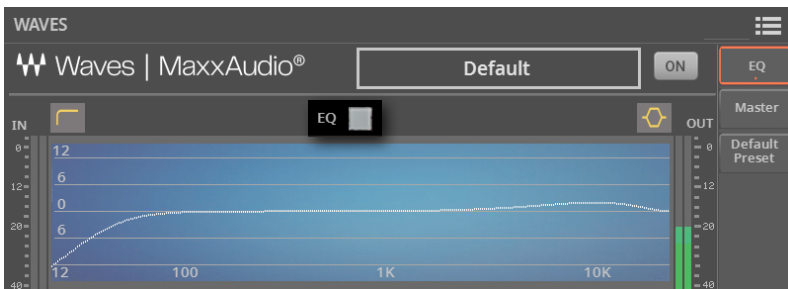 WAVES
Waves | MaxxAudio®
Default
ON
EQ
Master
Default
Preset
EQ
IN
OUT
0
12
20
40
12
6
0
6
12
100
1K
10K
0
12
20
40